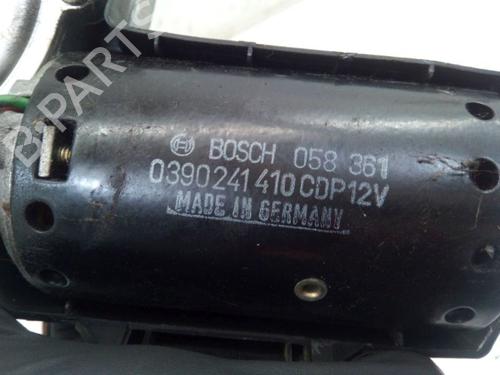 BOSCH 058 361
0390241410 CDP12V
MADE IN GERMANY
B-PARTS